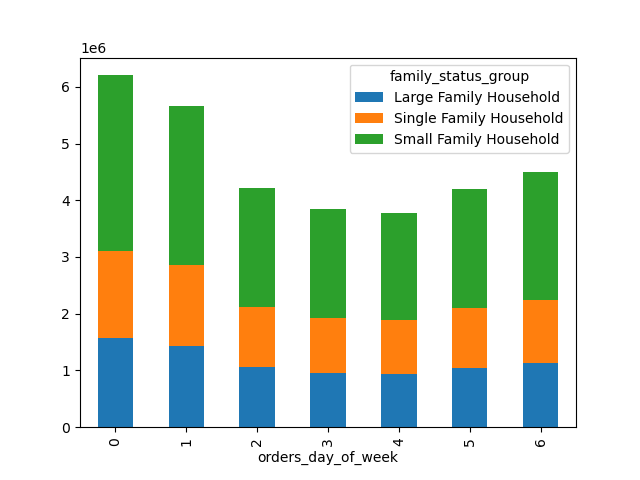 1e6
6
5
4
3
2
1
0
family_status_group
Large Family Household
Single Family Household
Small Family Household
0 1 2 3 4 5 6
orders_day_of_week